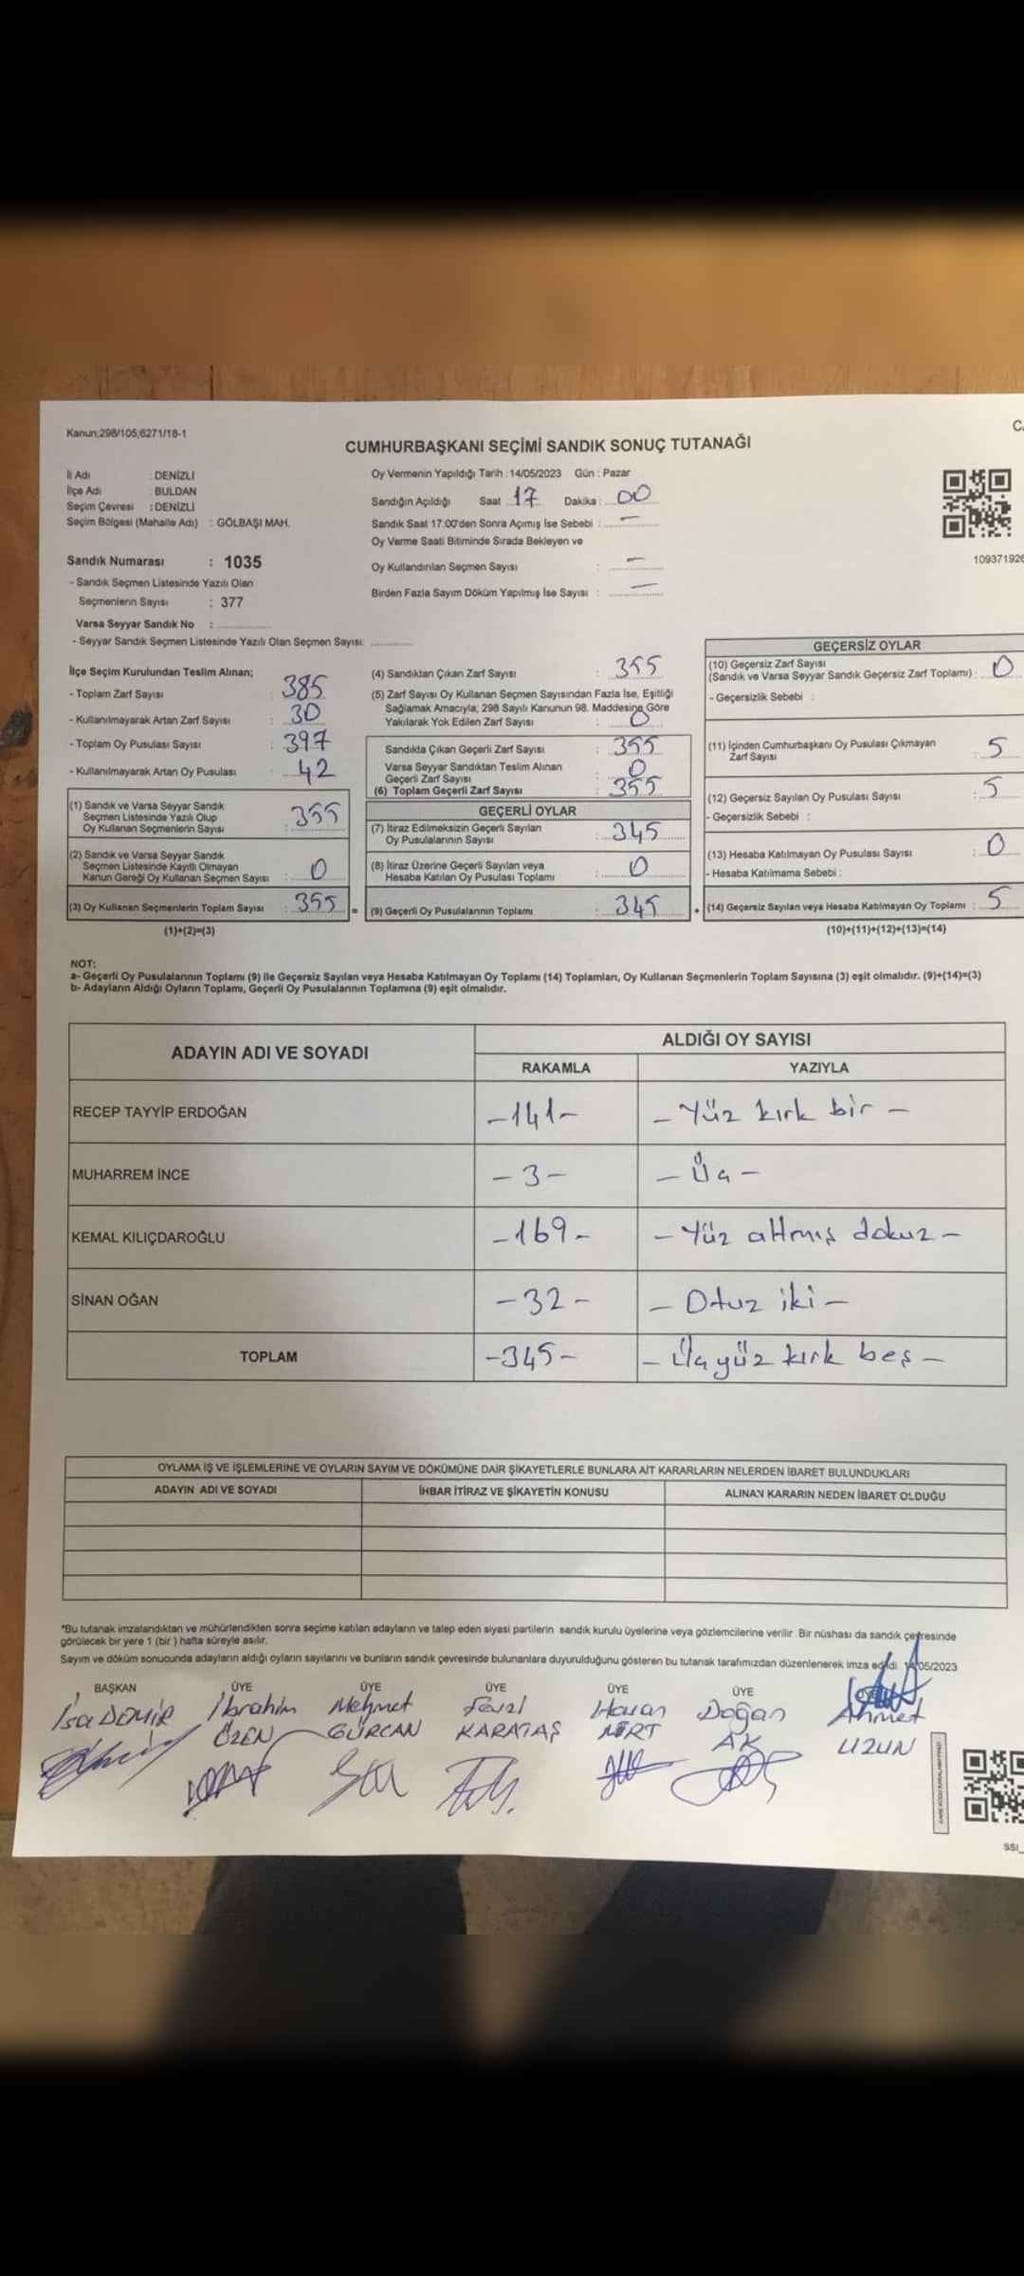 Kanun;298/105,6271/18-1
CUMHURBAŞKANI SEÇİMİ SANDIK SONUÇ TUTANAĞI
İl Adı : DENİZLİ
İlçe Adı : BULDAN
Seçim Çevresi : DENİZLİ
Seçim Bölgesi (Mahalle Adı) : GÖLBAŞI MAH.
Oy Vermenin Yapıldığı Tarih : 14/05/2023 Gün : Pazar
Sandığın Açıldığı Saat 17 Dakika : 00
Sandık Saat 17:00'den Sonra Açımış İse Sebebi : —
Oy Verme Saati Bitiminde Sırada Bekleyen ve
Oy Kullandırılan Seçmen Sayısı : —
Birden Fazla Sayım Döküm Yapılmış İse Sayısı : —
109371926
Sandık Numarası : 1035
- Sandık Seçmen Listesinde Yazılı Olan
Seçmenlerin Sayısı : 377
Varsa Seyyar Sandık No :
- Seyyar Sandık Seçmen Listesinde Yazılı Olan Seçmen Sayısı:
İlçe Seçim Kurulundan Teslim Alınan;
- Toplam Zarf Sayısı : 385
- Kullanılmayarak Artan Zarf Sayısı : 30
- Toplam Oy Pusulası Sayısı : 397
- Kullanılmayarak Artan Oy Pusulası : 42
(1) Sandık ve Varsa Seyyar Sandık
Seçmen Listesinde Yazılı Olup
Oy Kullanan Seçmenlerin Sayısı : 355
(2) Sandık ve Varsa Seyyar Sandık
Seçmen Listesinde Kayıtlı Olmayan
Kanun Gereği Oy Kullanan Seçmen Sayısı : 0
(3) Oy Kullanan Seçmenlerin Toplam Sayısı : 355 =
(1)+(2)=(3)
(4) Sandıktan Çıkan Zarf Sayısı : 355
(5) Zarf Sayısı Oy Kullanan Seçmen Sayısından Fazla İse, Eşitliği
Sağlamak Amacıyla; 298 Sayılı Kanunun 98. Maddesine Göre
Yakılarak Yok Edilen Zarf Sayısı : 0
Sandıkta Çıkan Geçerli Zarf Sayısı : 355
Varsa Seyyar Sandıktan Teslim Alınan
Geçerli Zarf Sayısı : 0
(6) Toplam Geçerli Zarf Sayısı : 355
GEÇERLİ OYLAR
(7) İtiraz Edilmeksizin Geçerli Sayılan
Oy Pusulalarının Sayısı : 345
(8) İtiraz Üzerine Geçerli Sayılan veya
Hesaba Katılan Oy Pusulası Toplamı : 0
(9) Geçerli Oy Pusulalarının Toplamı : 345 +
GEÇERSİZ OYLAR
(10) Geçersiz Zarf Sayısı
(Sandık ve Varsa Seyyar Sandık Geçersiz Zarf Toplamı) : 0
- Geçersizlik Sebebi :
(11) İçinden Cumhurbaşkanı Oy Pusulası Çıkmayan
Zarf Sayısı : 5
(12) Geçersiz Sayılan Oy Pusulası Sayısı : 5
- Geçersizlik Sebebi :
(13) Hesaba Katılmayan Oy Pusulası Sayısı : 0
- Hesaba Katılmama Sebebi :
(14) Geçersiz Sayılan veya Hesaba Katılmayan Oy Toplamı : 5
(10)+(11)+(12)+(13)=(14)
NOT:
a- Geçerli Oy Pusulalarının Toplamı (9) ile Geçersiz Sayılan veya Hesaba Katılmayan Oy Toplamı (14) Toplamları, Oy Kullanan Seçmenlerin Toplam Sayısına (3) eşit olmalıdır. (9)+(14)=(3)
b- Adayların Aldığı Oyların Toplamı, Geçerli Oy Pusulalarının Toplamına (9) eşit olmalıdır.
ADAYIN ADI VE SOYADI
ALDIĞI OY SAYISI
RAKAMLA YAZIYLA
RECEP TAYYİP ERDOĞAN -141- - Yüz kırk bir -
MUHARREM İNCE -3- - Üç -
KEMAL KILIÇDAROĞLU -169- - Yüz altmış dokuz -
SİNAN OĞAN -32- - Otuz iki -
TOPLAM -345- - Üçyüz kırk beş -
OYLAMA İŞ VE İŞLEMLERİNE VE OYLARIN SAYIM VE DÖKÜMÜNE DAİR ŞİKAYETLERLE BUNLARA AİT KARARLARIN NELERDEN İBARET BULUNDUKLARI
ADAYIN ADI VE SOYADI İHBAR İTİRAZ VE ŞİKAYETİN KONUSU ALINAN KARARIN NEDEN İBARET OLDUĞU
*Bu tutanak imzalandıktan ve mühürlendikten sonra seçime katılan adayların ve talep eden siyasi partilerin sandık kurulu üyelerine veya gözlemcilerine verilir. Bir nüshası da sandık çevresinde
görülecek bir yere 1 (bir ) hafta süreyle asılır.
Sayım ve döküm sonucunda adayların aldığı oyların sayılarını ve bunların sandık çevresinde bulunanlara duyurulduğunu gösteren bu tutanak tarafımızdan düzenlenerek imza edildi. 14/05/2023
BAŞKAN ÜYE ÜYE ÜYE ÜYE ÜYE
İsa DEMİR İbrahim ÖZEN Mehmet GÜRCAN Fevzi KARATAŞ Hasan MERT Doğan AK Ahmet UZUN